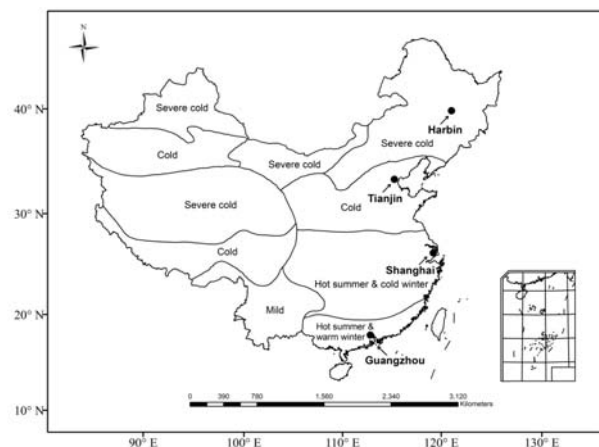 N
40° N
30° N
20° N
10° N
Severe cold
Harbin
Cold
Severe cold
Severe cold
Tianjin
Severe cold
Cold
Cold
Shanghai
Hot summer & cold winter
Mild
Hot summer &
warm winter
Guangzhou
0 390 780 1,560 2,340 3,120
Kilometers
90° E 100° E 110° E 120° E 130° E